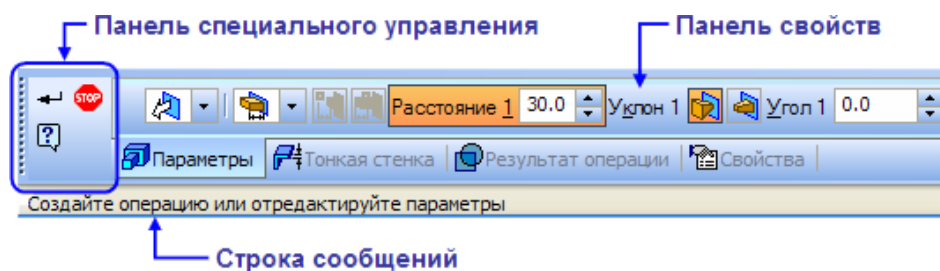 Панель специального управления
Панель свойств
STOP
Расстояние 1 30.0 Уклон 1 Угол 1 0.0
?
Параметры Тонкая стенка Результат операции Свойства
Создайте операцию или отредактируйте параметры
Строка сообщений